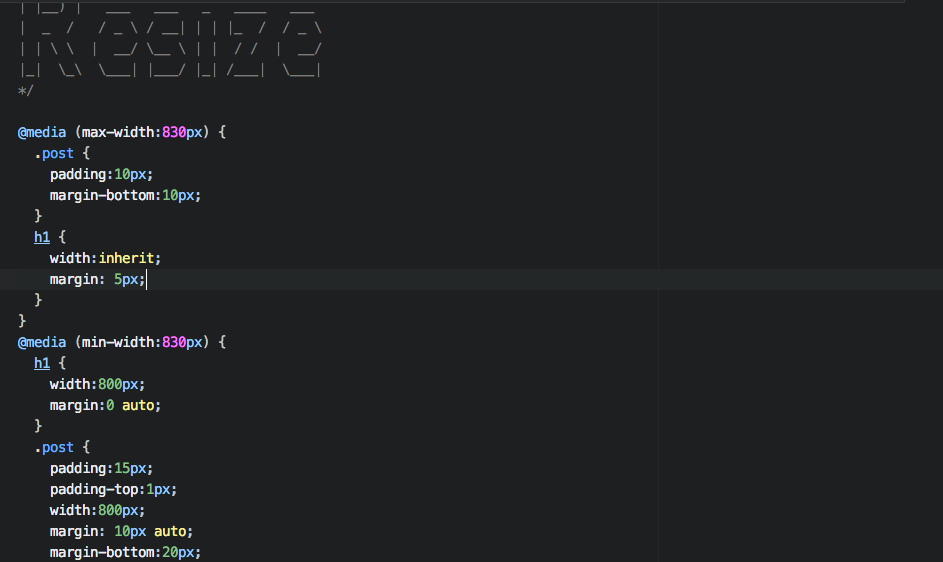 | |__) |   ___   ___   _   ____   ___
|  _  /   / _ \ / __| | | |_  /  / _ \
| | \ \  |  __/ \__ \ | |  / /  |  __/
|_|  \_\  \___| |___/ |_| /___|  \___|
*/
@media (max-width:830px) {
.post {
padding:10px;
margin-bottom:10px;
}
h1 {
width:inherit;
margin: 5px;
}
}
@media (min-width:830px) {
h1 {
width:800px;
margin:0 auto;
}
.post {
padding:15px;
padding-top:1px;
width:800px;
margin: 10px auto;
margin-bottom:20px;